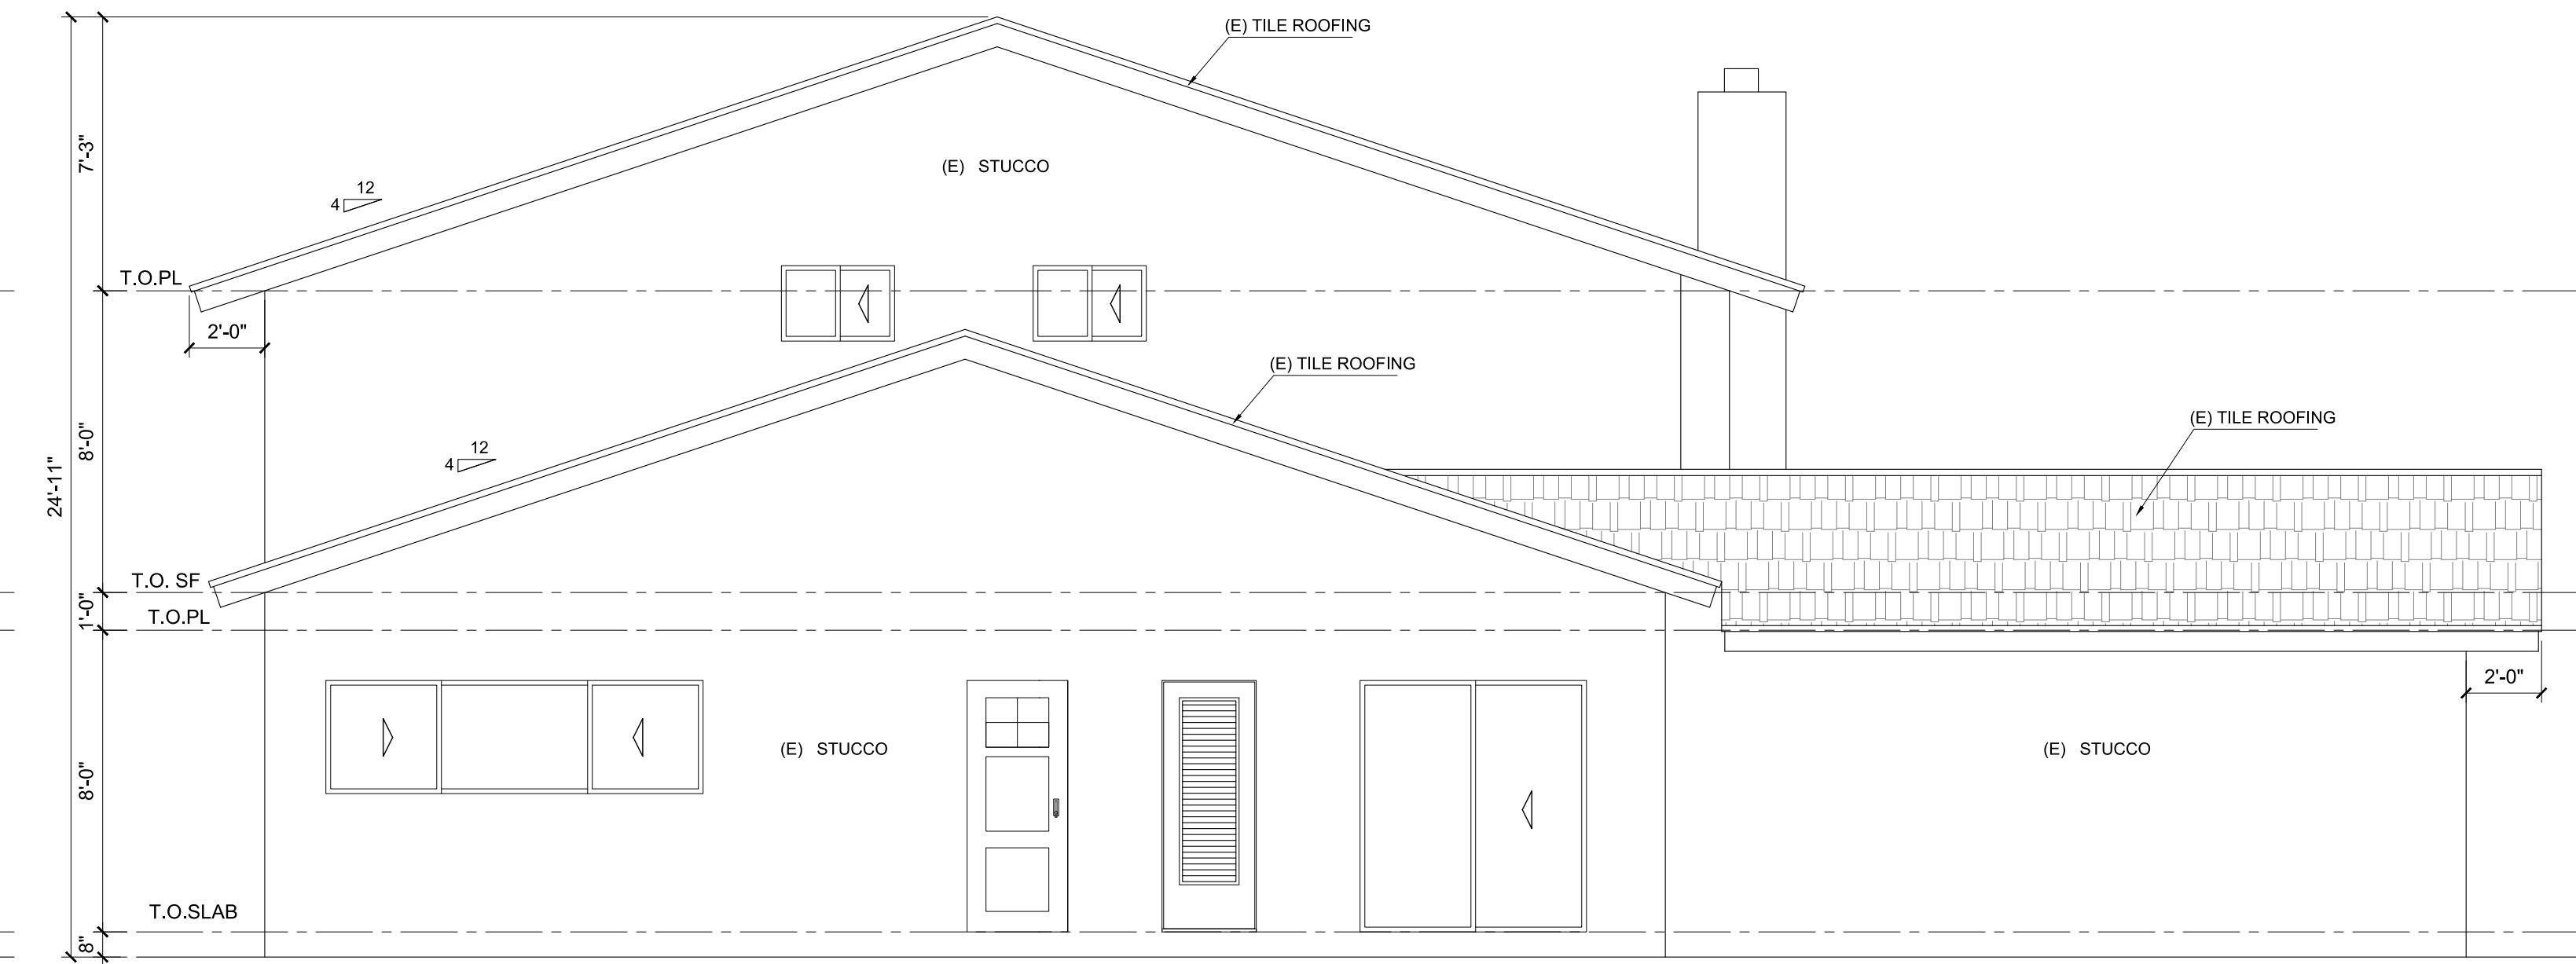 (E) TILE ROOFING
7'-3"
(E) STUCCO
12
4
T.O.PL
2'-0"
(E) TILE ROOFING
8'-0"
24'-11"
(E) TILE ROOFING
12
4
T.O. SF
1'-0"
T.O.PL
2'-0"
8'-0"
(E) STUCCO
(E) STUCCO
T.O.SLAB
8"